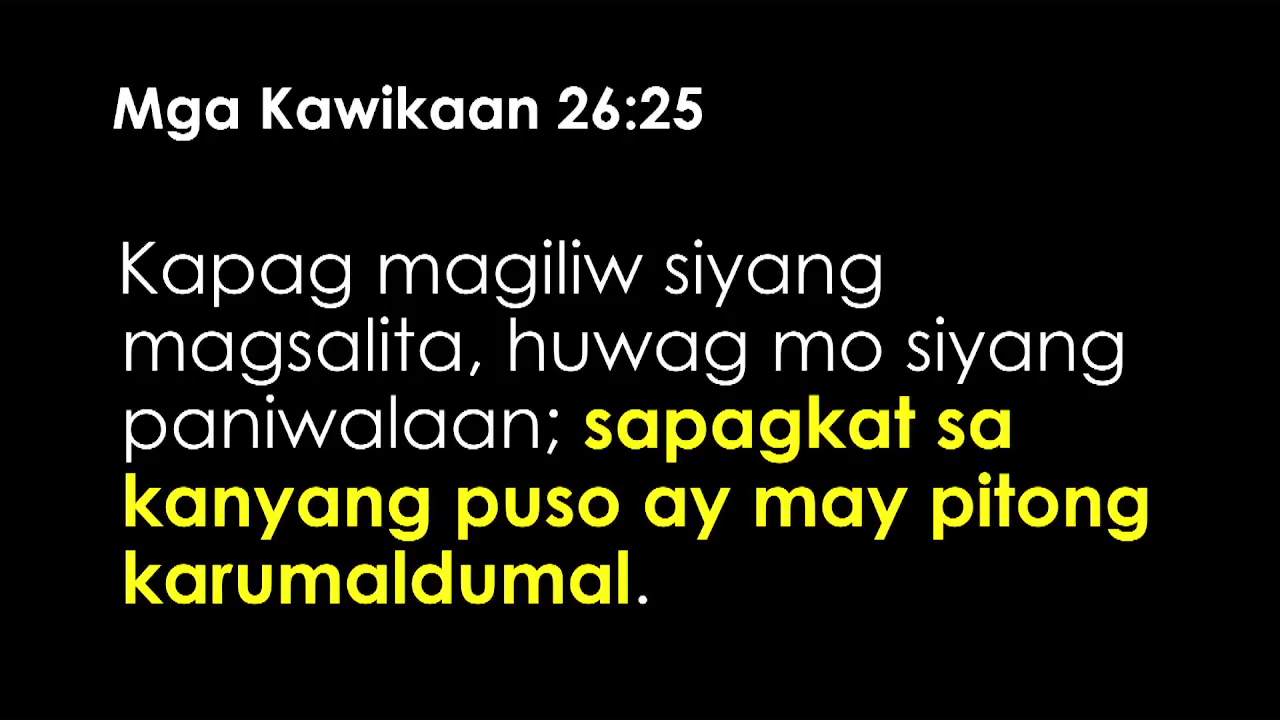 Mga Kawikaan 26:25
Kapag magiliw siyang
magsalita, huwag mo siyang
paniwalaan; sapagkat sa
kanyang puso ay may pitong
karumaldumal.